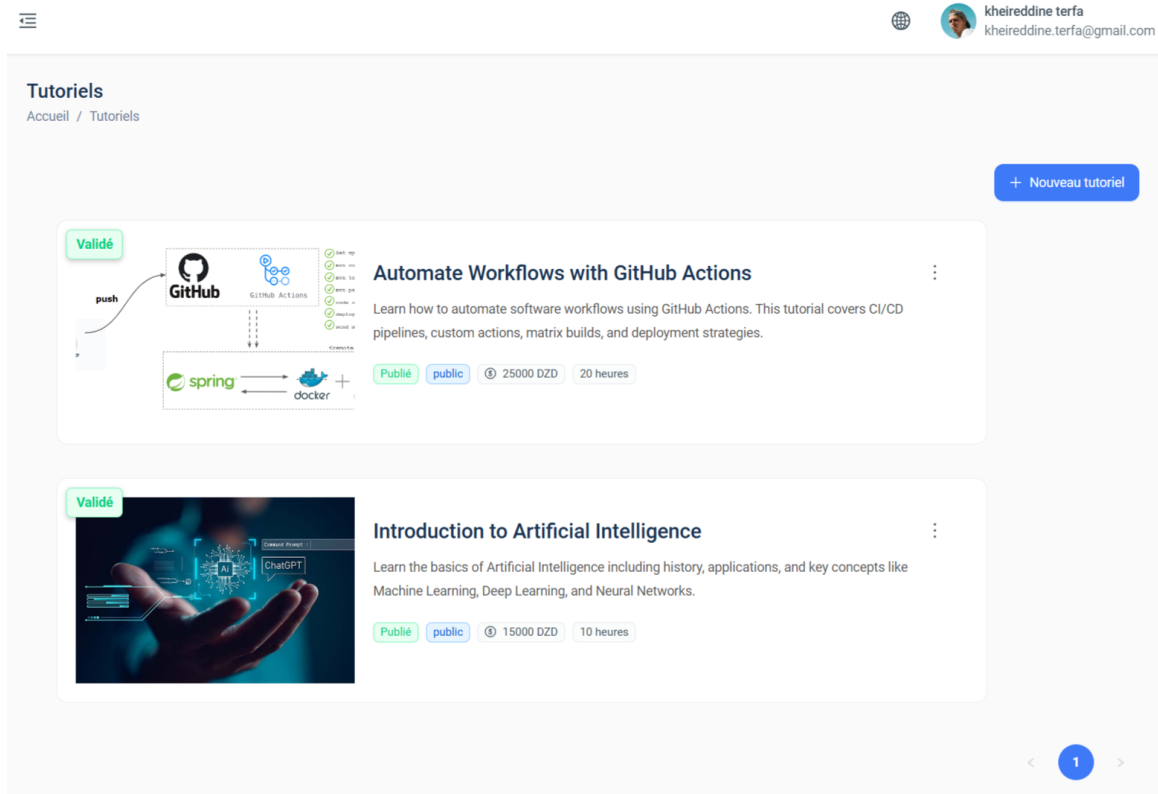 kheireddine terfa
kheireddine.terfa@gmail.com
Tutoriels
Accueil / Tutoriels
+ Nouveau tutoriel
Validé
push
GitHub
GitHub Actions
spring
docker
Automate Workflows with GitHub Actions
Learn how to automate software workflows using GitHub Actions. This tutorial covers CI/CD
pipelines, custom actions, matrix builds, and deployment strategies.
Publié public 25000 DZD 20 heures
Validé
Command Prompt :
Ai
ChatGPT
Introduction to Artificial Intelligence
Learn the basics of Artificial Intelligence including history, applications, and key concepts like
Machine Learning, Deep Learning, and Neural Networks.
Publié public 15000 DZD 10 heures
< 1 >